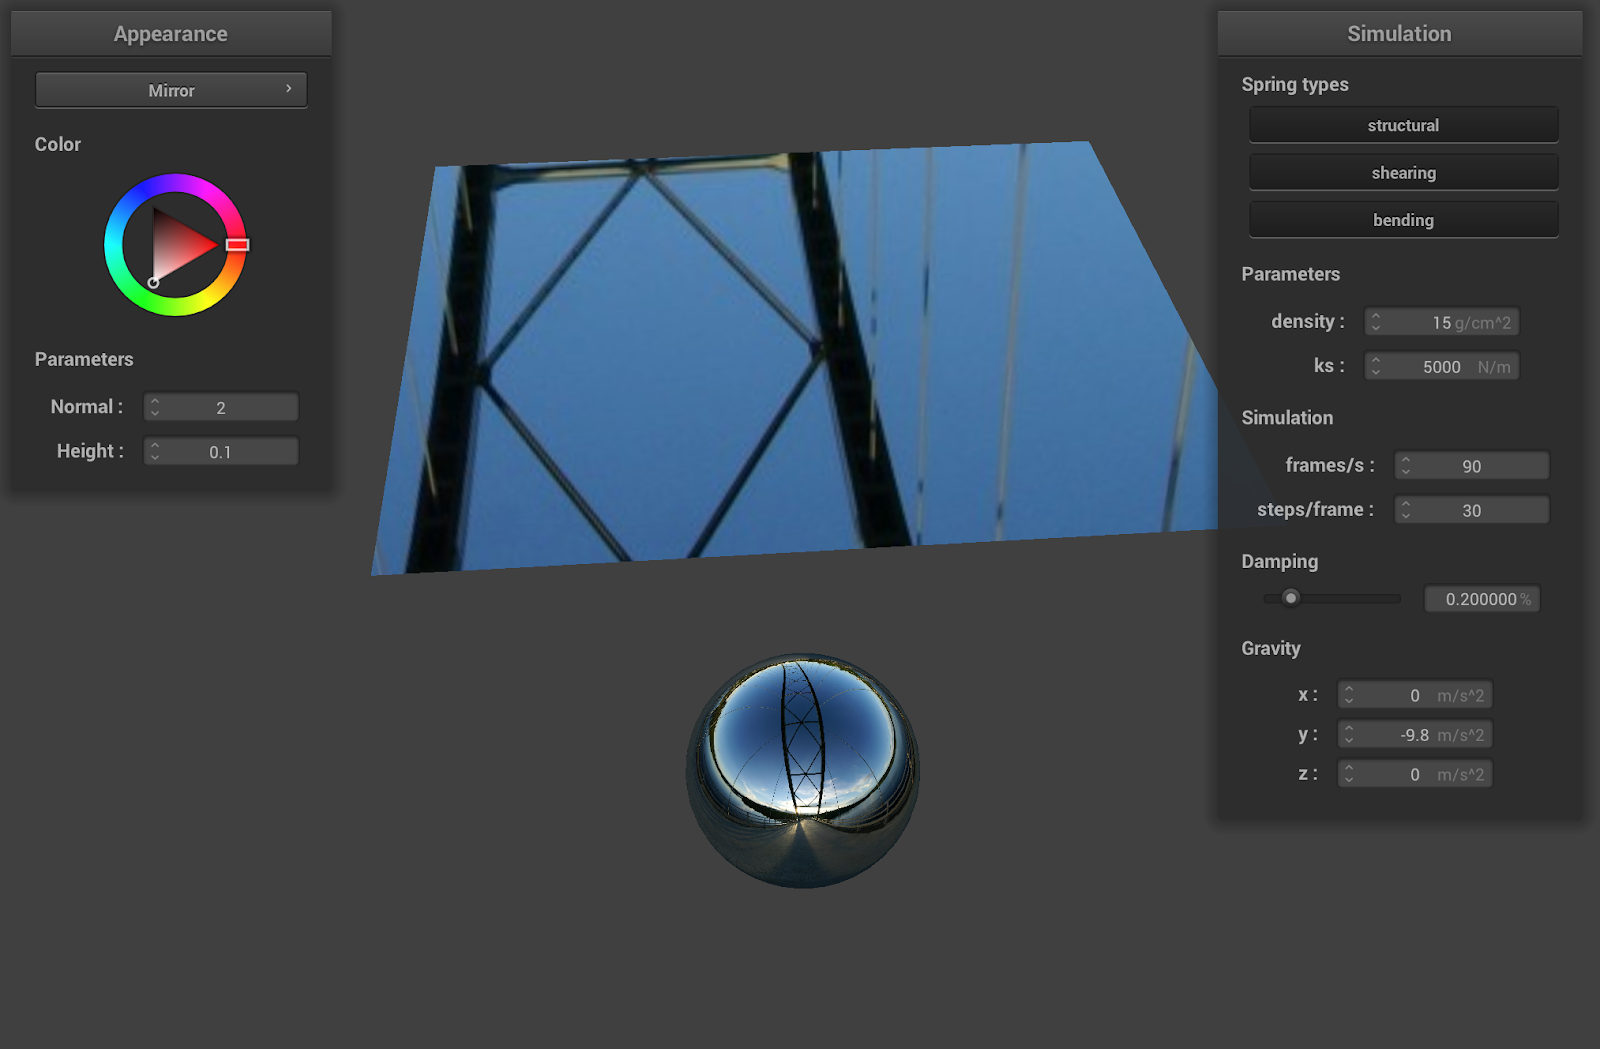 Appearance
Mirror
Color
Parameters
Normal : 2
Height : 0.1
Simulation
Spring types
structural
shearing
bending
Parameters
density : 15 g/cm^2
ks : 5000 N/m
Simulation
frames/s : 90
steps/frame : 30
Damping
0.200000 %
Gravity
x : 0 m/s^2
y : -9.8 m/s^2
z : 0 m/s^2